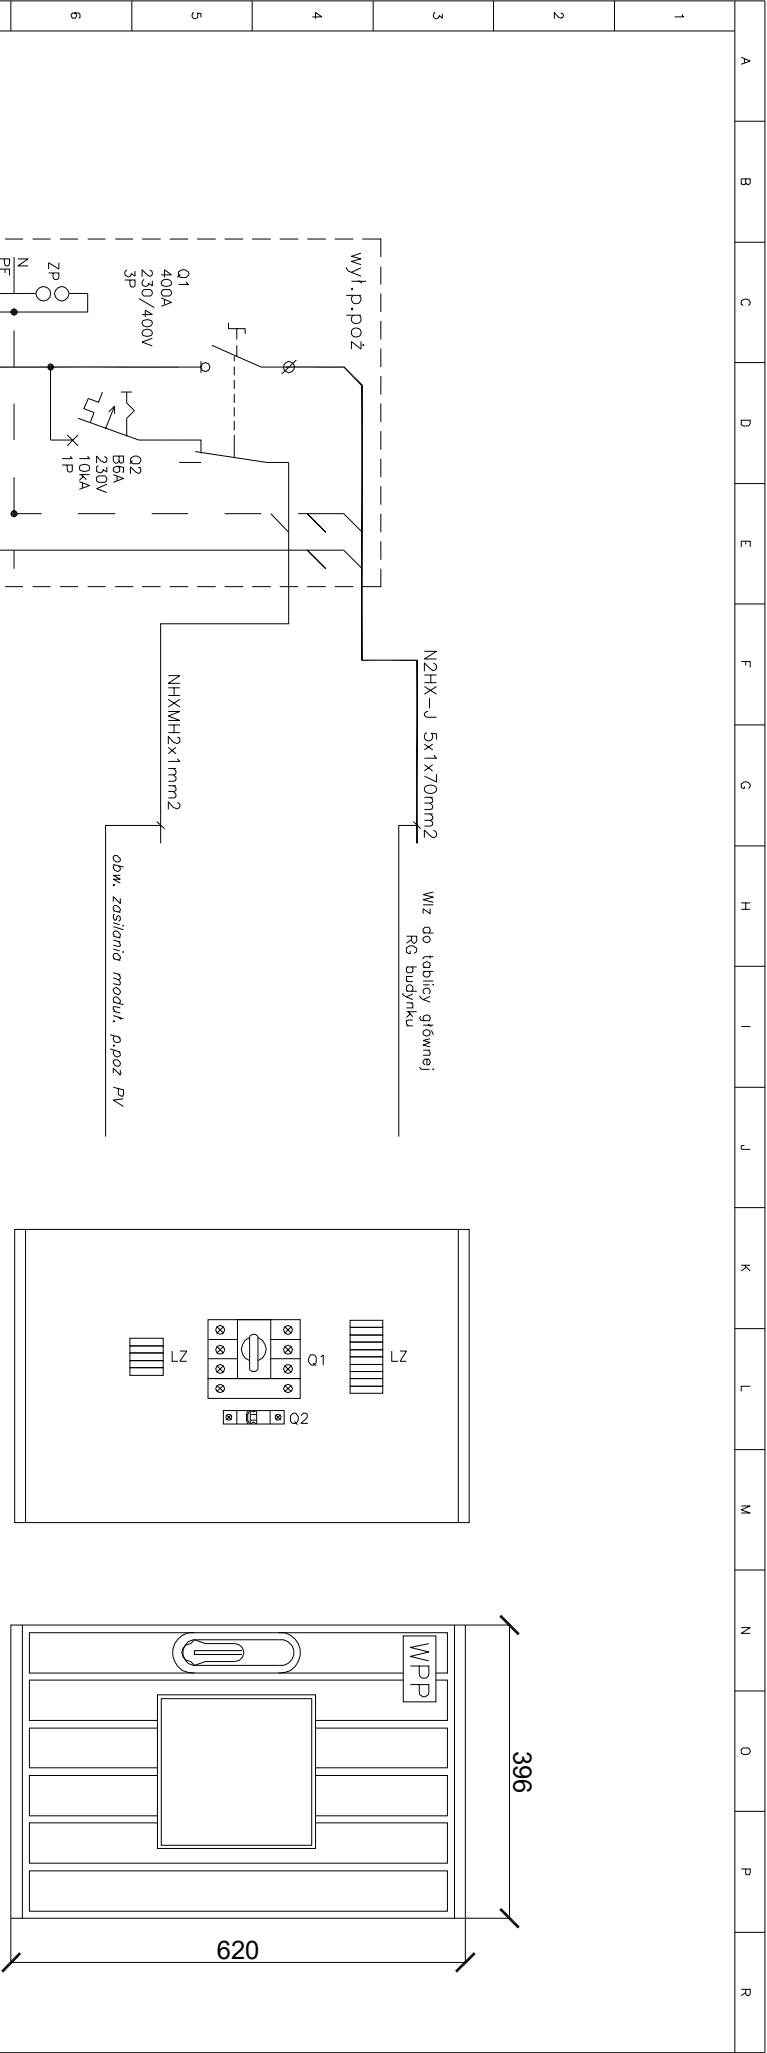 A
B
C
D
E
F
G
H
I
J
K
L
M
N
O
P
R
1
2
3
4
5
6
wył.p.poż
Q1
400A
230/400V
3P
ZP
N
Q2
B6A
230V
10kA
1P
N2HX-J 5x1x70mm2
Wlz do tablicy głównej
RG budynku
NHXMH2x1mm2
obw. zasilania moduł. p.poz PV
LZ
Q1
Q2
LZ
WPP
396
620